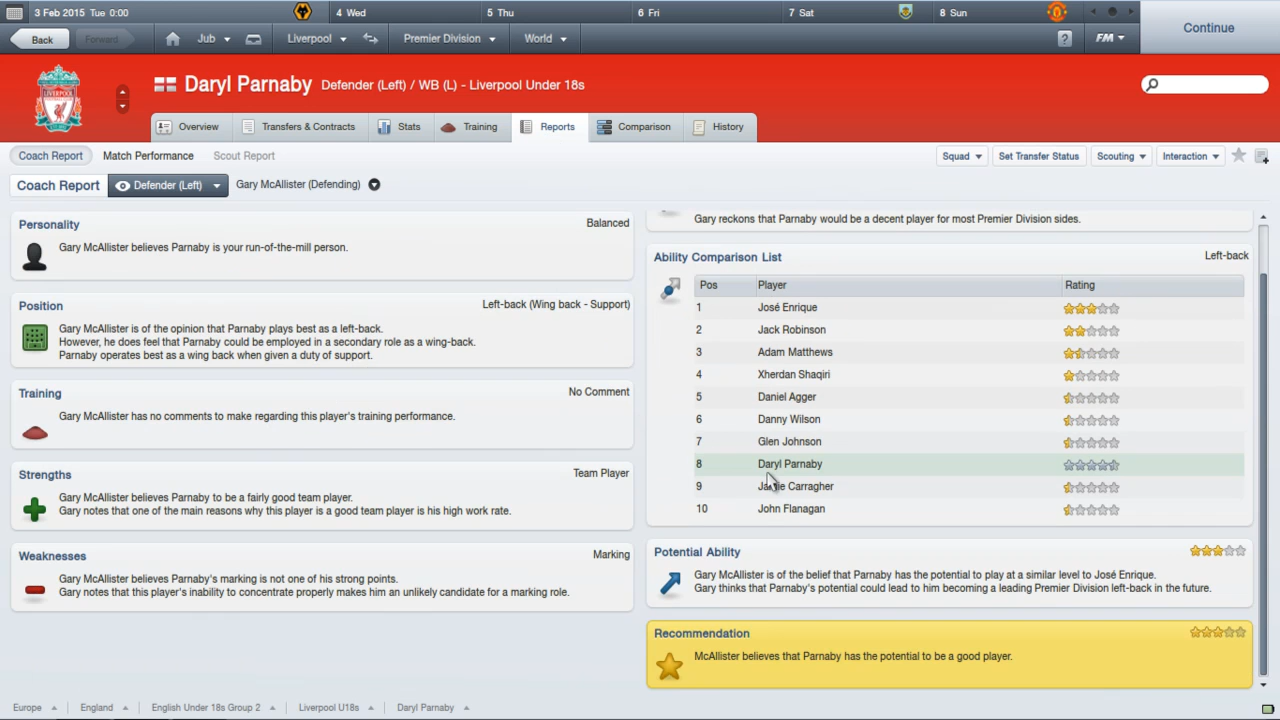 3 Feb 2015 Tue 0:00
4 Wed
5 Thu
6 Fri
7 Sat
8 Sun
Continue
Back
Forward
Jub
Liverpool
Premier Division
World
?
FM
Daryl Parnaby Defender (Left) / WB (L) - Liverpool Under 18s
Overview
Transfers & Contracts
Stats
Training
Reports
Comparison
History
Coach Report
Match Performance
Scout Report
Squad
Set Transfer Status
Scouting
Interaction
Coach Report
Defender (Left)
Gary McAllister (Defending)
Personality
Balanced
Gary McAllister believes Parnaby is your run-of-the-mill person.
Position
Left-back (Wing back - Support)
Gary McAllister is of the opinion that Parnaby plays best as a left-back.
However, he does feel that Parnaby could be employed in a secondary role as a wing-back.
Parnaby operates best as a wing back when given a duty of support.
Training
No Comment
Gary McAllister has no comments to make regarding this player's training performance.
Strengths
Team Player
Gary McAllister believes Parnaby to be a fairly good team player.
Gary notes that one of the main reasons why this player is a good team player is his high work rate.
Weaknesses
Marking
Gary McAllister believes Parnaby's marking is not one of his strong points.
Gary notes that this player's inability to concentrate properly makes him an unlikely candidate for a marking role.
Gary reckons that Parnaby would be a decent player for most Premier Division sides.
Ability Comparison List
Left-back
Pos Player Rating
1 José Enrique
2 Jack Robinson
3 Adam Matthews
4 Xherdan Shaqiri
5 Daniel Agger
6 Danny Wilson
7 Glen Johnson
8 Daryl Parnaby
9 Jamie Carragher
10 John Flanagan
Potential Ability
Gary McAllister is of the belief that Parnaby has the potential to play at a similar level to José Enrique.
Gary thinks that Parnaby's potential could lead to him becoming a leading Premier Division left-back in the future.
Recommendation
McAllister believes that Parnaby has the potential to be a good player.
Europe
England
English Under 18s Group 2
Liverpool U18s
Daryl Parnaby